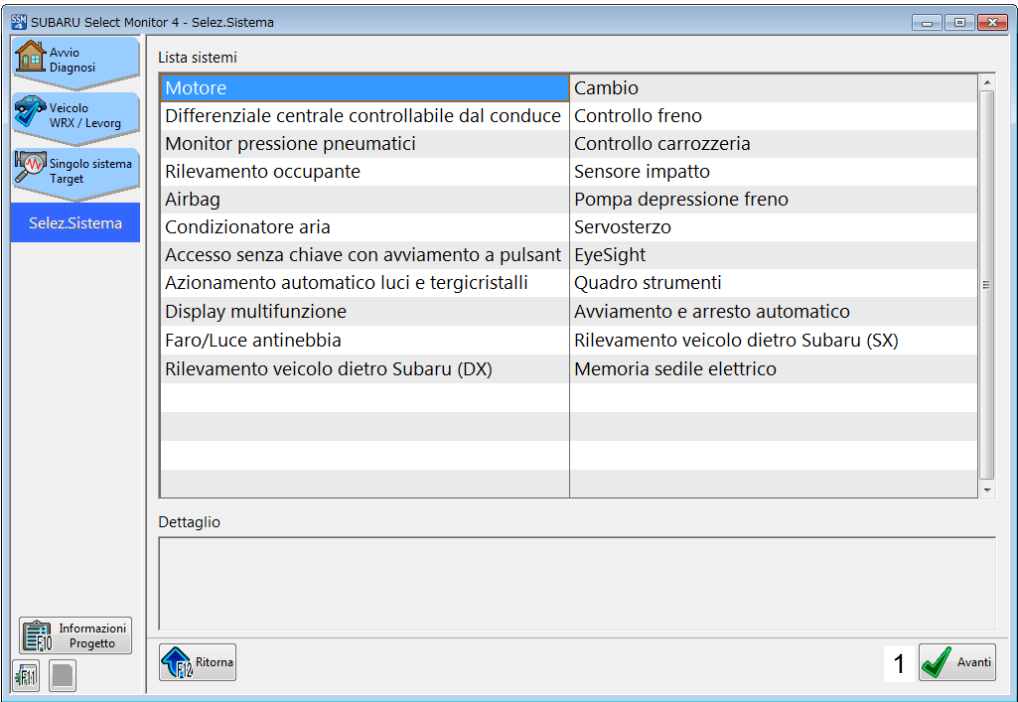 SSM 4 SUBARU Select Monitor 4 - Selez.Sistema
Avvio
Diagnosi
Veicolo
WRX / Levorg
Singolo sistema
Target
Selez.Sistema
Lista sistemi
Motore Cambio
Differenziale centrale controllabile dal conduce Controllo freno
Monitor pressione pneumatici Controllo carrozzeria
Rilevamento occupante Sensore impatto
Airbag Pompa depressione freno
Condizionatore aria Servosterzo
Accesso senza chiave con avviamento a pulsant EyeSight
Azionamento automatico luci e tergicristalli Quadro strumenti
Display multifunzione Avviamento e arresto automatico
Faro/Luce antinebbia Rilevamento veicolo dietro Subaru (SX)
Rilevamento veicolo dietro Subaru (DX) Memoria sedile elettrico
Dettaglio
F10 Informazioni
Progetto
F11
F12 Ritorna
1 Avanti